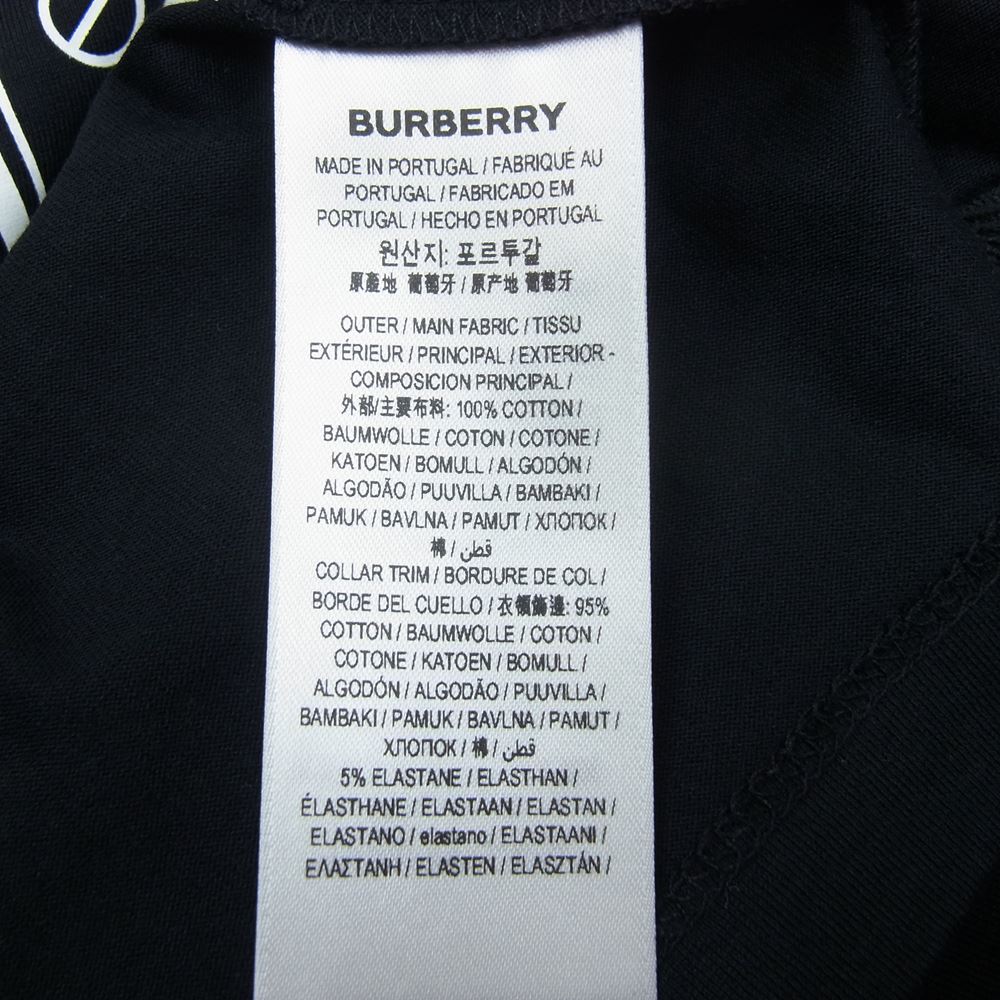 BURBERRY
MADE IN PORTUGAL / FABRIQUÉ AU
PORTUGAL / FABRICADO EM
PORTUGAL / HECHO EN PORTUGAL
원산지: 포르투갈
原產地 葡萄牙 / 原产地 葡萄牙
OUTER / MAIN FABRIC / TISSU
EXTÉRIEUR / PRINCIPAL / EXTERIOR -
COMPOSICION PRINCIPAL /
外部/主要布料: 100% COTTON /
BAUMWOLLE / COTON / COTONE /
KATOEN / BOMULL / ALGODÓN /
ALGODÃO / PUUVILLA / BAMBAKI /
PAMUK / BAVLNA / PAMUT / ХЛОПОК /
棉 / قطن
COLLAR TRIM / BORDURE DE COL /
BORDE DEL CUELLO / 衣領飾邊: 95%
COTTON / BAUMWOLLE / COTON /
COTONE / KATOEN / BOMULL /
ALGODÓN / ALGODÃO / PUUVILLA /
BAMBAKI / PAMUK / BAVLNA / PAMUT /
ХЛОПОК / 棉 / قطن
5% ELASTANE / ELASTHAN /
ÉLASTHANE / ELASTAAN / ELASTAN /
ELASTANO / elastano / ELASTAANI /
ΕΛΑΣΤΑΝΗ / ELASTEN / ELASZTÁN /